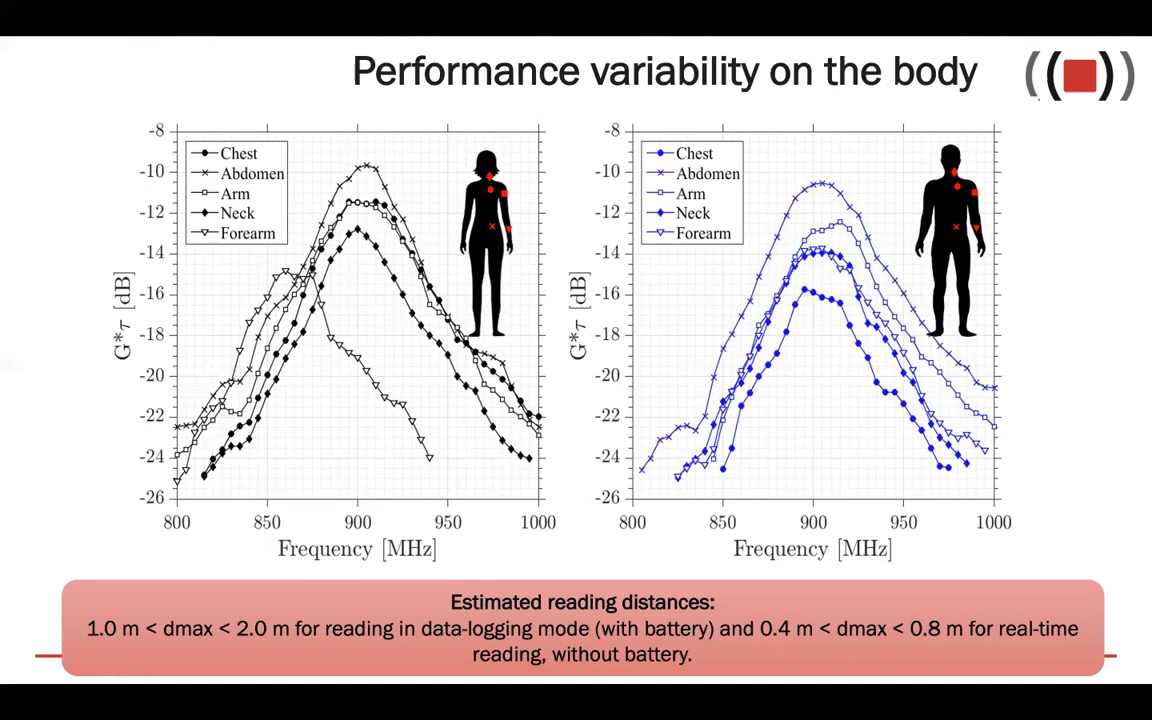 Performance variability on the body
((■))
-8
-10
-12
-14
-16
-18
-20
-22
-24
-26
G*τ [dB]
Chest
Abdomen
Arm
Neck
Forearm
800
850
900
950
1000
Frequency [MHz]
-8
-10
-12
-14
-16
-18
-20
-22
-24
-26
G*τ [dB]
Chest
Abdomen
Arm
Neck
Forearm
800
850
900
950
1000
Frequency [MHz]
Estimated reading distances:
1.0 m < dmax < 2.0 m for reading in data-logging mode (with battery) and 0.4 m < dmax < 0.8 m for real-time
reading, without battery.